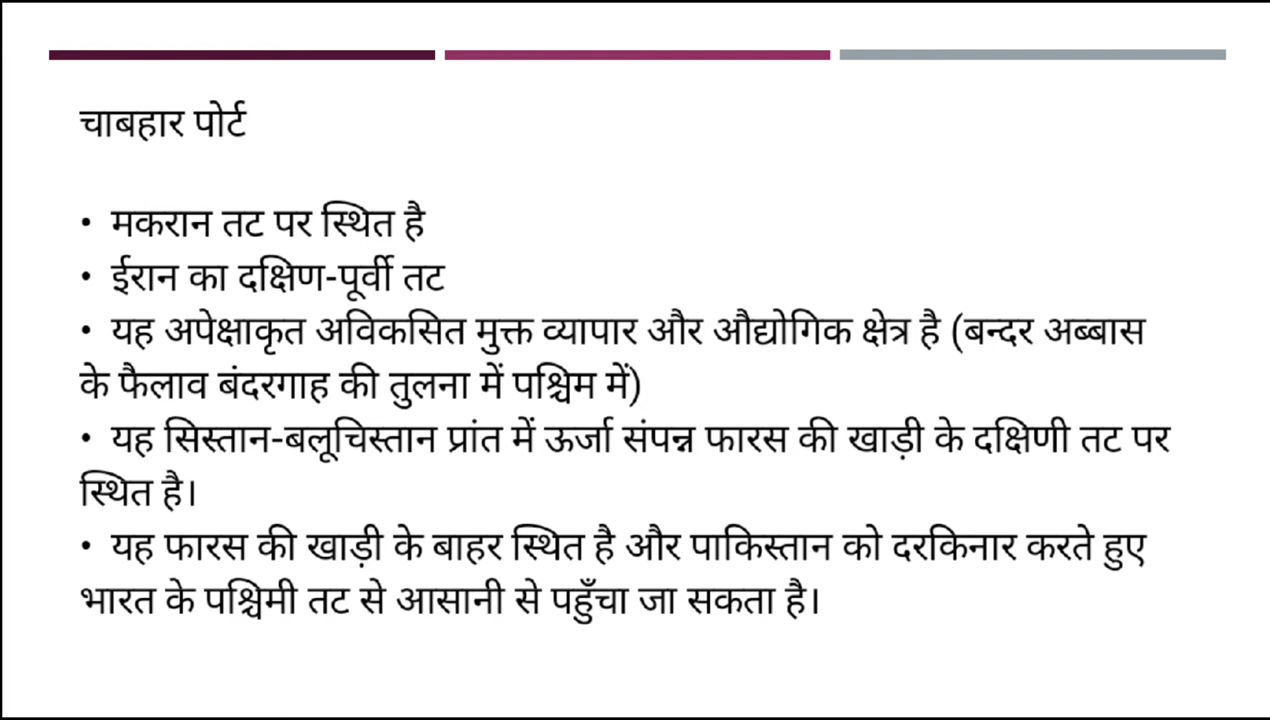 चाबहार पोर्ट
• मकरान तट पर स्थित है
• ईरान का दक्षिण-पूर्वी तट
• यह अपेक्षाकृत अविकसित मुक्त व्यापार और औद्योगिक क्षेत्र है (बन्दर अब्बास
के फैलाव बंदरगाह की तुलना में पश्चिम में)
• यह सिस्तान-बलूचिस्तान प्रांत में ऊर्जा संपन्न फारस की खाड़ी के दक्षिणी तट पर
स्थित है।
• यह फारस की खाड़ी के बाहर स्थित है और पाकिस्तान को दरकिनार करते हुए
भारत के पश्चिमी तट से आसानी से पहुँचा जा सकता है।